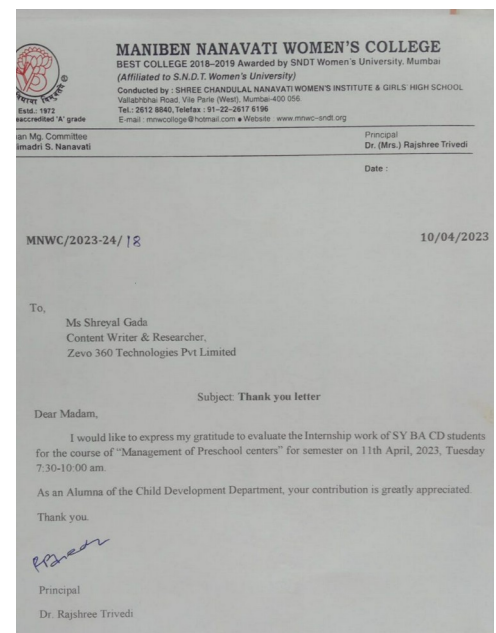 MANIBEN NANAVATI WOMEN'S COLLEGE
BEST COLLEGE 2018-2019 Awarded by SNDT Women's University, Mumbai
(Affiliated to S.N.D.T. Women's University)
Conducted by : SHREE CHANDULAL NANAVATI WOMEN'S INSTITUTE & GIRLS HIGH SCHOOL
Vallabhbhai Road, Vile Parle (West), Mumbai-400 056.
Estd.: 1972
Tel.: 2612 8840, Telefax : 91-22-2617 6196
eaccredited 'A' grade
E-mail : mnwcollege@hotmail.com ● Website : www.mnwc-sndt.org
an Mg. Committee
imadri S. Nanavati
Principal
Dr. (Mrs.) Rajshree Trivedi
Date :
MNWC/2023-24/ 18
10/04/2023
To,
Ms Shreyal Gada
Content Writer & Researcher,
Zevo 360 Technologies Pvt Limited
Subject: Thank you letter
Dear Madam,
I would like to express my gratitude to evaluate the Internship work of SY BA CD students
for the course of "Management of Preschool centers" for semester on 11th April, 2023, Tuesday
7:30-10:00 am.
As an Alumna of the Child Development Department, your contribution is greatly appreciated.
Thank you.
Principal
Dr. Rajshree Trivedi